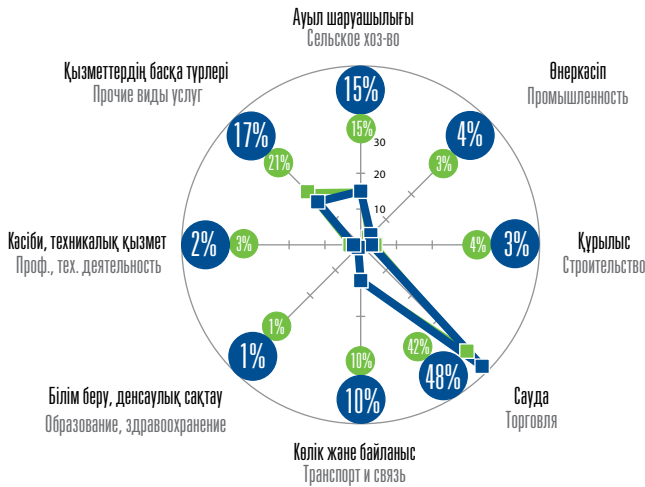 Ауыл шаруашылығы
Сельское хоз-во
Қызметтердің басқа түрлері
Прочие виды услуг
Өнеркәсіп
Промышленность
15%
15%
17%
21%
4%
3%
30
20
10
Кәсіби, техникалық қызмет
Проф., тех. деятельность
2%
3%
4%
3%
Құрылыс
Строительство
1%
1%
10%
10%
42%
48%
Білім беру, денсаулық сақтау
Образование, здравоохранение
Сауда
Торговля
Көлік және байланыс
Транспорт и связь